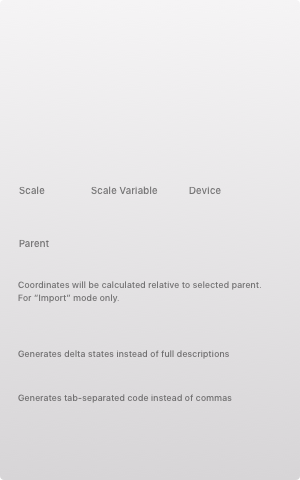 Scale Scale Variable Device
Parent
Coordinates will be calculated relative to selected parent.
For "Import" mode only.
Generates delta states instead of full descriptions
Generates tab-separated code instead of commas